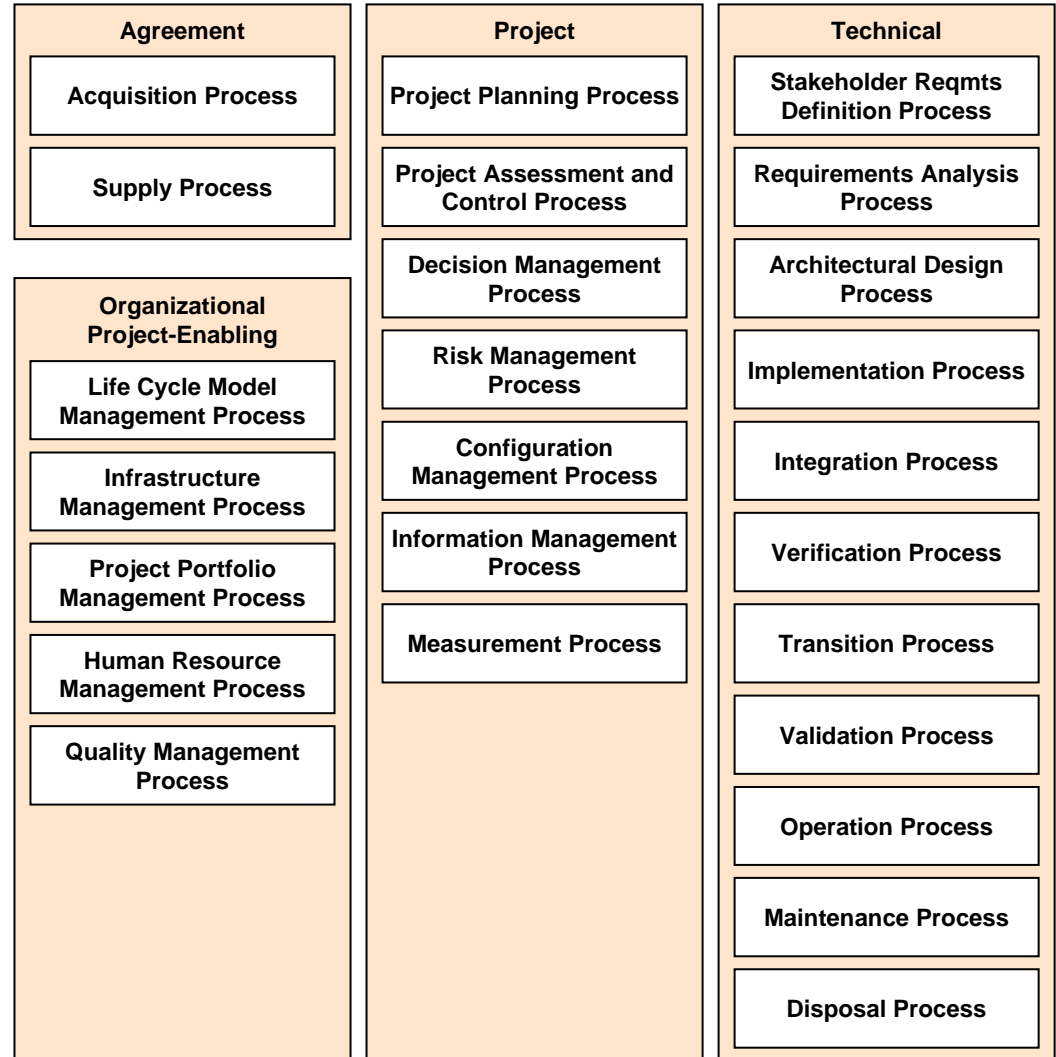 Agreement
Acquisition Process
Supply Process
Organizational
Project-Enabling
Life Cycle Model
Management Process
Infrastructure
Management Process
Project Portfolio
Management Process
Human Resource
Management Process
Quality Management
Process
Project
Project Planning Process
Project Assessment and
Control Process
Decision Management
Process
Risk Management
Process
Configuration
Management Process
Information Management
Process
Measurement Process
Technical
Stakeholder Reqmts
Definition Process
Requirements Analysis
Process
Architectural Design
Process
Implementation Process
Integration Process
Verification Process
Transition Process
Validation Process
Operation Process
Maintenance Process
Disposal Process